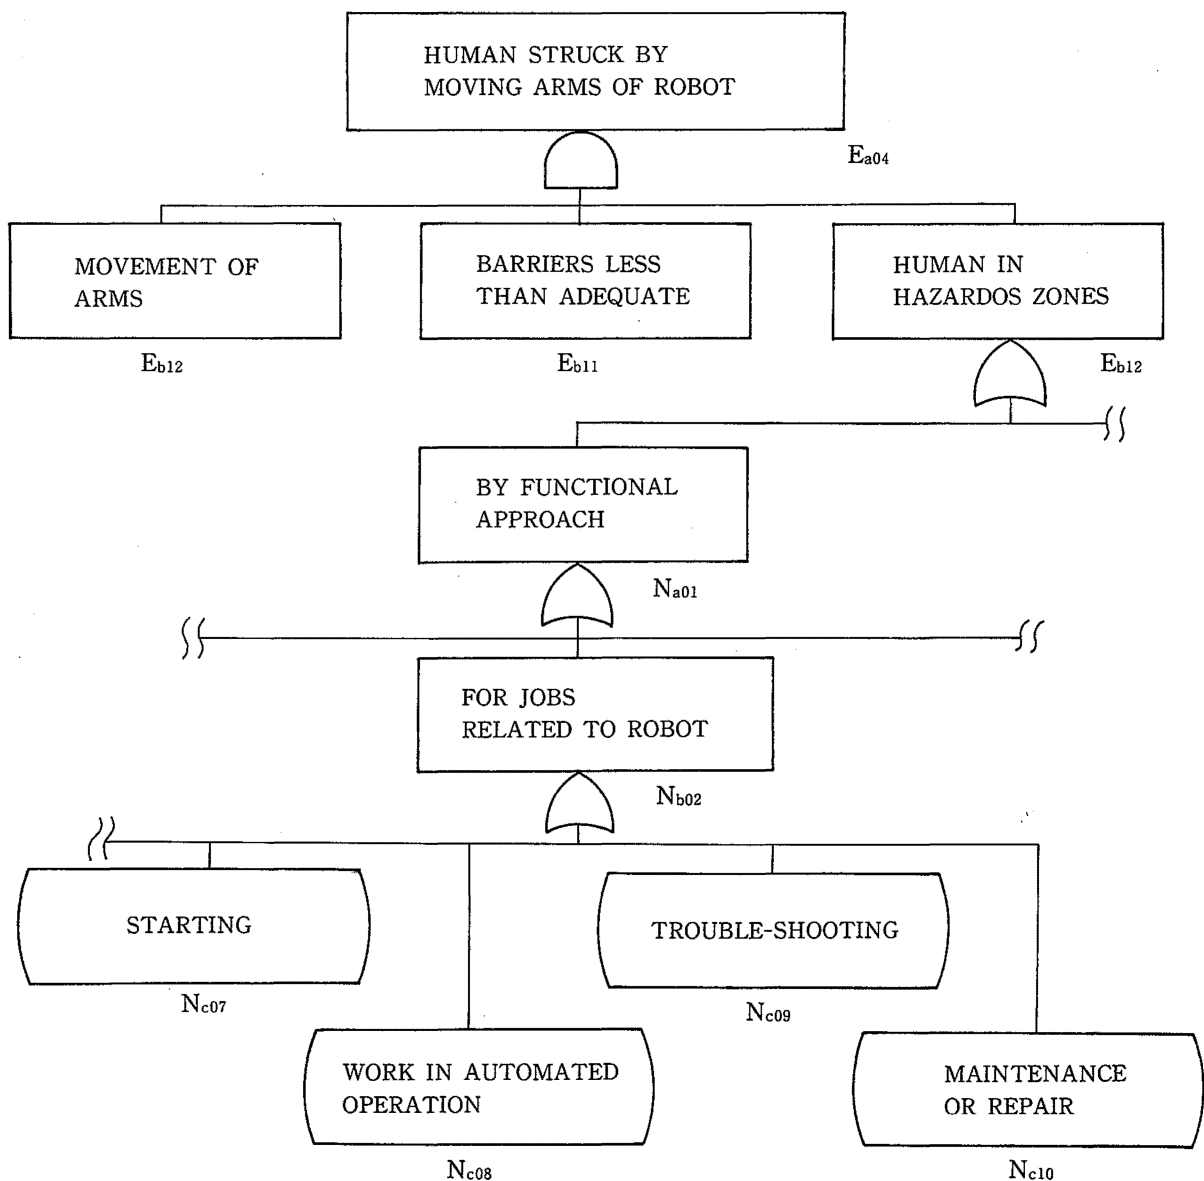 HUMAN STRUCK BY
MOVING ARMS OF ROBOT
Ea04
MOVEMENT OF
ARMS
Eb12
BARRIERS LESS
THAN ADEQUATE
Eb11
HUMAN IN
HAZARDOS ZONES
Eb12
BY FUNCTIONAL
APPROACH
Na01
FOR JOBS
RELATED TO ROBOT
Nb02
STARTING
Nc07
WORK IN AUTOMATED
OPERATION
Nc08
TROUBLE-SHOOTING
Nc09
MAINTENANCE
OR REPAIR
Nc10